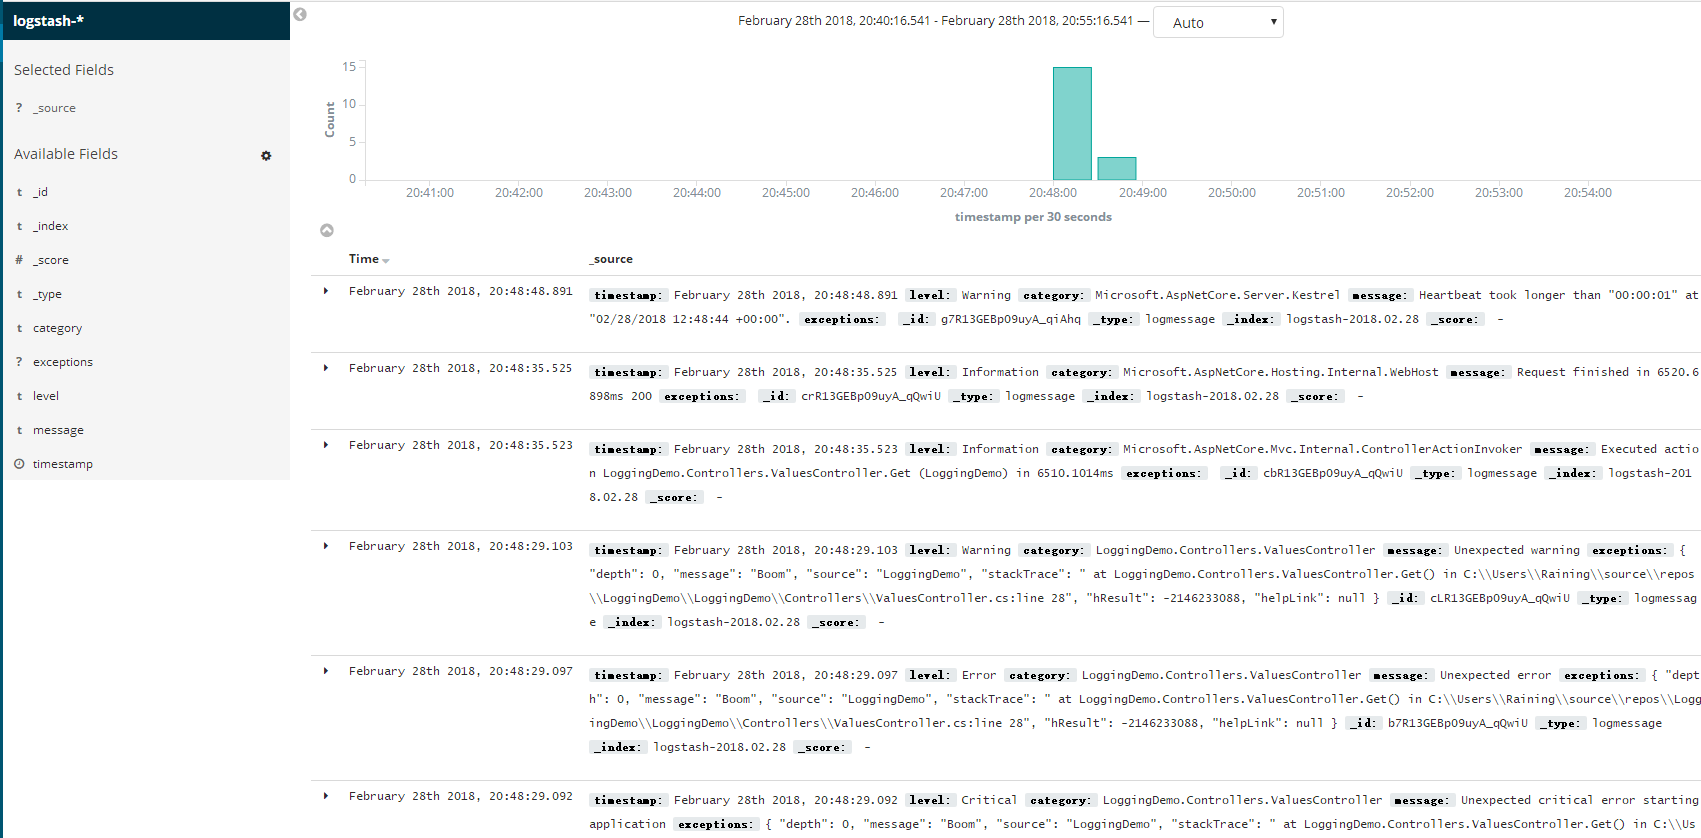 logstash-*
Selected Fields
? _source
Available Fields
t _id
t _index
# _score
t _type
t category
? exceptions
t level
t message
timestamp
February 28th 2018, 20:40:16.541 - February 28th 2018, 20:55:16.541 — Auto
15
10
5
0
Count
20:41:00 20:42:00 20:43:00 20:44:00 20:45:00 20:46:00 20:47:00 20:48:00 20:49:00 20:50:00 20:51:00 20:52:00 20:53:00 20:54:00
timestamp per 30 seconds
Time _source
February 28th 2018, 20:48:48.891 timestamp: February 28th 2018, 20:48:48.891 level: Warning category: Microsoft.AspNetCore.Server.Kestrel message: Heartbeat took longer than "00:00:01" at
"02/28/2018 12:48:44 +00:00". exceptions: _id: g7R13GEBp09uyA_qiAhq _type: logmessage _index: logstash-2018.02.28 _score: -
February 28th 2018, 20:48:35.525 timestamp: February 28th 2018, 20:48:35.525 level: Information category: Microsoft.AspNetCore.Hosting.Internal.WebHost message: Request finished in 6520.6
898ms 200 exceptions: _id: crR13GEBp09uyA_qQwiU _type: logmessage _index: logstash-2018.02.28 _score: -
February 28th 2018, 20:48:35.523 timestamp: February 28th 2018, 20:48:35.523 level: Information category: Microsoft.AspNetCore.Mvc.Internal.ControllerActionInvoker message: Executed actio
n LoggingDemo.Controllers.ValuesController.Get (LoggingDemo) in 6510.1014ms exceptions: _id: cbR13GEBp09uyA_qQwiU _type: logmessage _index: logstash-201
8.02.28 _score: -
February 28th 2018, 20:48:29.103 timestamp: February 28th 2018, 20:48:29.103 level: Warning category: LoggingDemo.Controllers.ValuesController message: Unexpected warning exceptions: {
"depth": 0, "message": "Boom", "source": "LoggingDemo", "stackTrace": " at LoggingDemo.Controllers.ValuesController.Get() in C:\\Users\\Raining\\source\\repos
\\LoggingDemo\\LoggingDemo\\Controllers\\ValuesController.cs:line 28", "hResult": -2146233088, "helpLink": null } _id: cLR13GEBp09uyA_qQwiU _type: logmessag
e _index: logstash-2018.02.28 _score: -
February 28th 2018, 20:48:29.097 timestamp: February 28th 2018, 20:48:29.097 level: Error category: LoggingDemo.Controllers.ValuesController message: Unexpected error exceptions: { "dept
h": 0, "message": "Boom", "source": "LoggingDemo", "stackTrace": " at LoggingDemo.Controllers.ValuesController.Get() in C:\\Users\\Raining\\source\\repos\\Logg
ingDemo\\LoggingDemo\\Controllers\\ValuesController.cs:line 28", "hResult": -2146233088, "helpLink": null } _id: b7R13GEBp09uyA_qQwiU _type: logmessage
_index: logstash-2018.02.28 _score: -
February 28th 2018, 20:48:29.092 timestamp: February 28th 2018, 20:48:29.092 level: Critical category: LoggingDemo.Controllers.ValuesController message: Unexpected critical error starting
application exceptions: { "depth": 0, "message": "Boom", "source": "LoggingDemo", "stackTrace": " at LoggingDemo.Controllers.ValuesController.Get() in C:\\Us